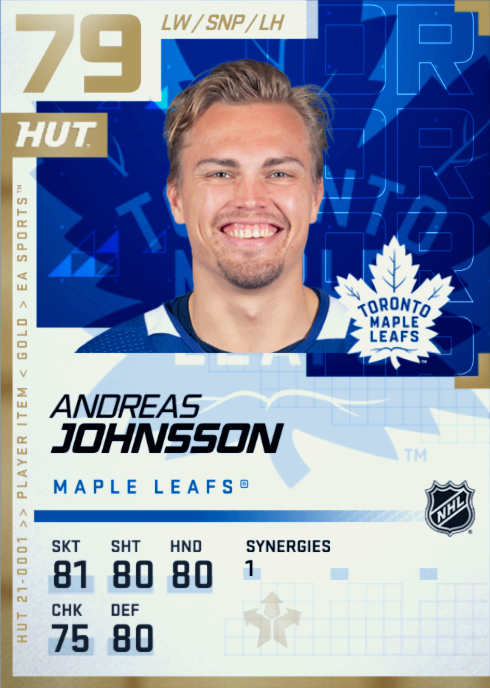 79
LW / SNP / LH
HUT
HUT 21-0001 >> PLAYER ITEM < GOLD > EA SPORTS™
TORONTO
MAPLE
LEAFS
ANDREAS
JOHNSSON
TM
MAPLE LEAFS®
NHL
SKT SHT HND SYNERGIES
81 80 80 1
CHK DEF
75 80